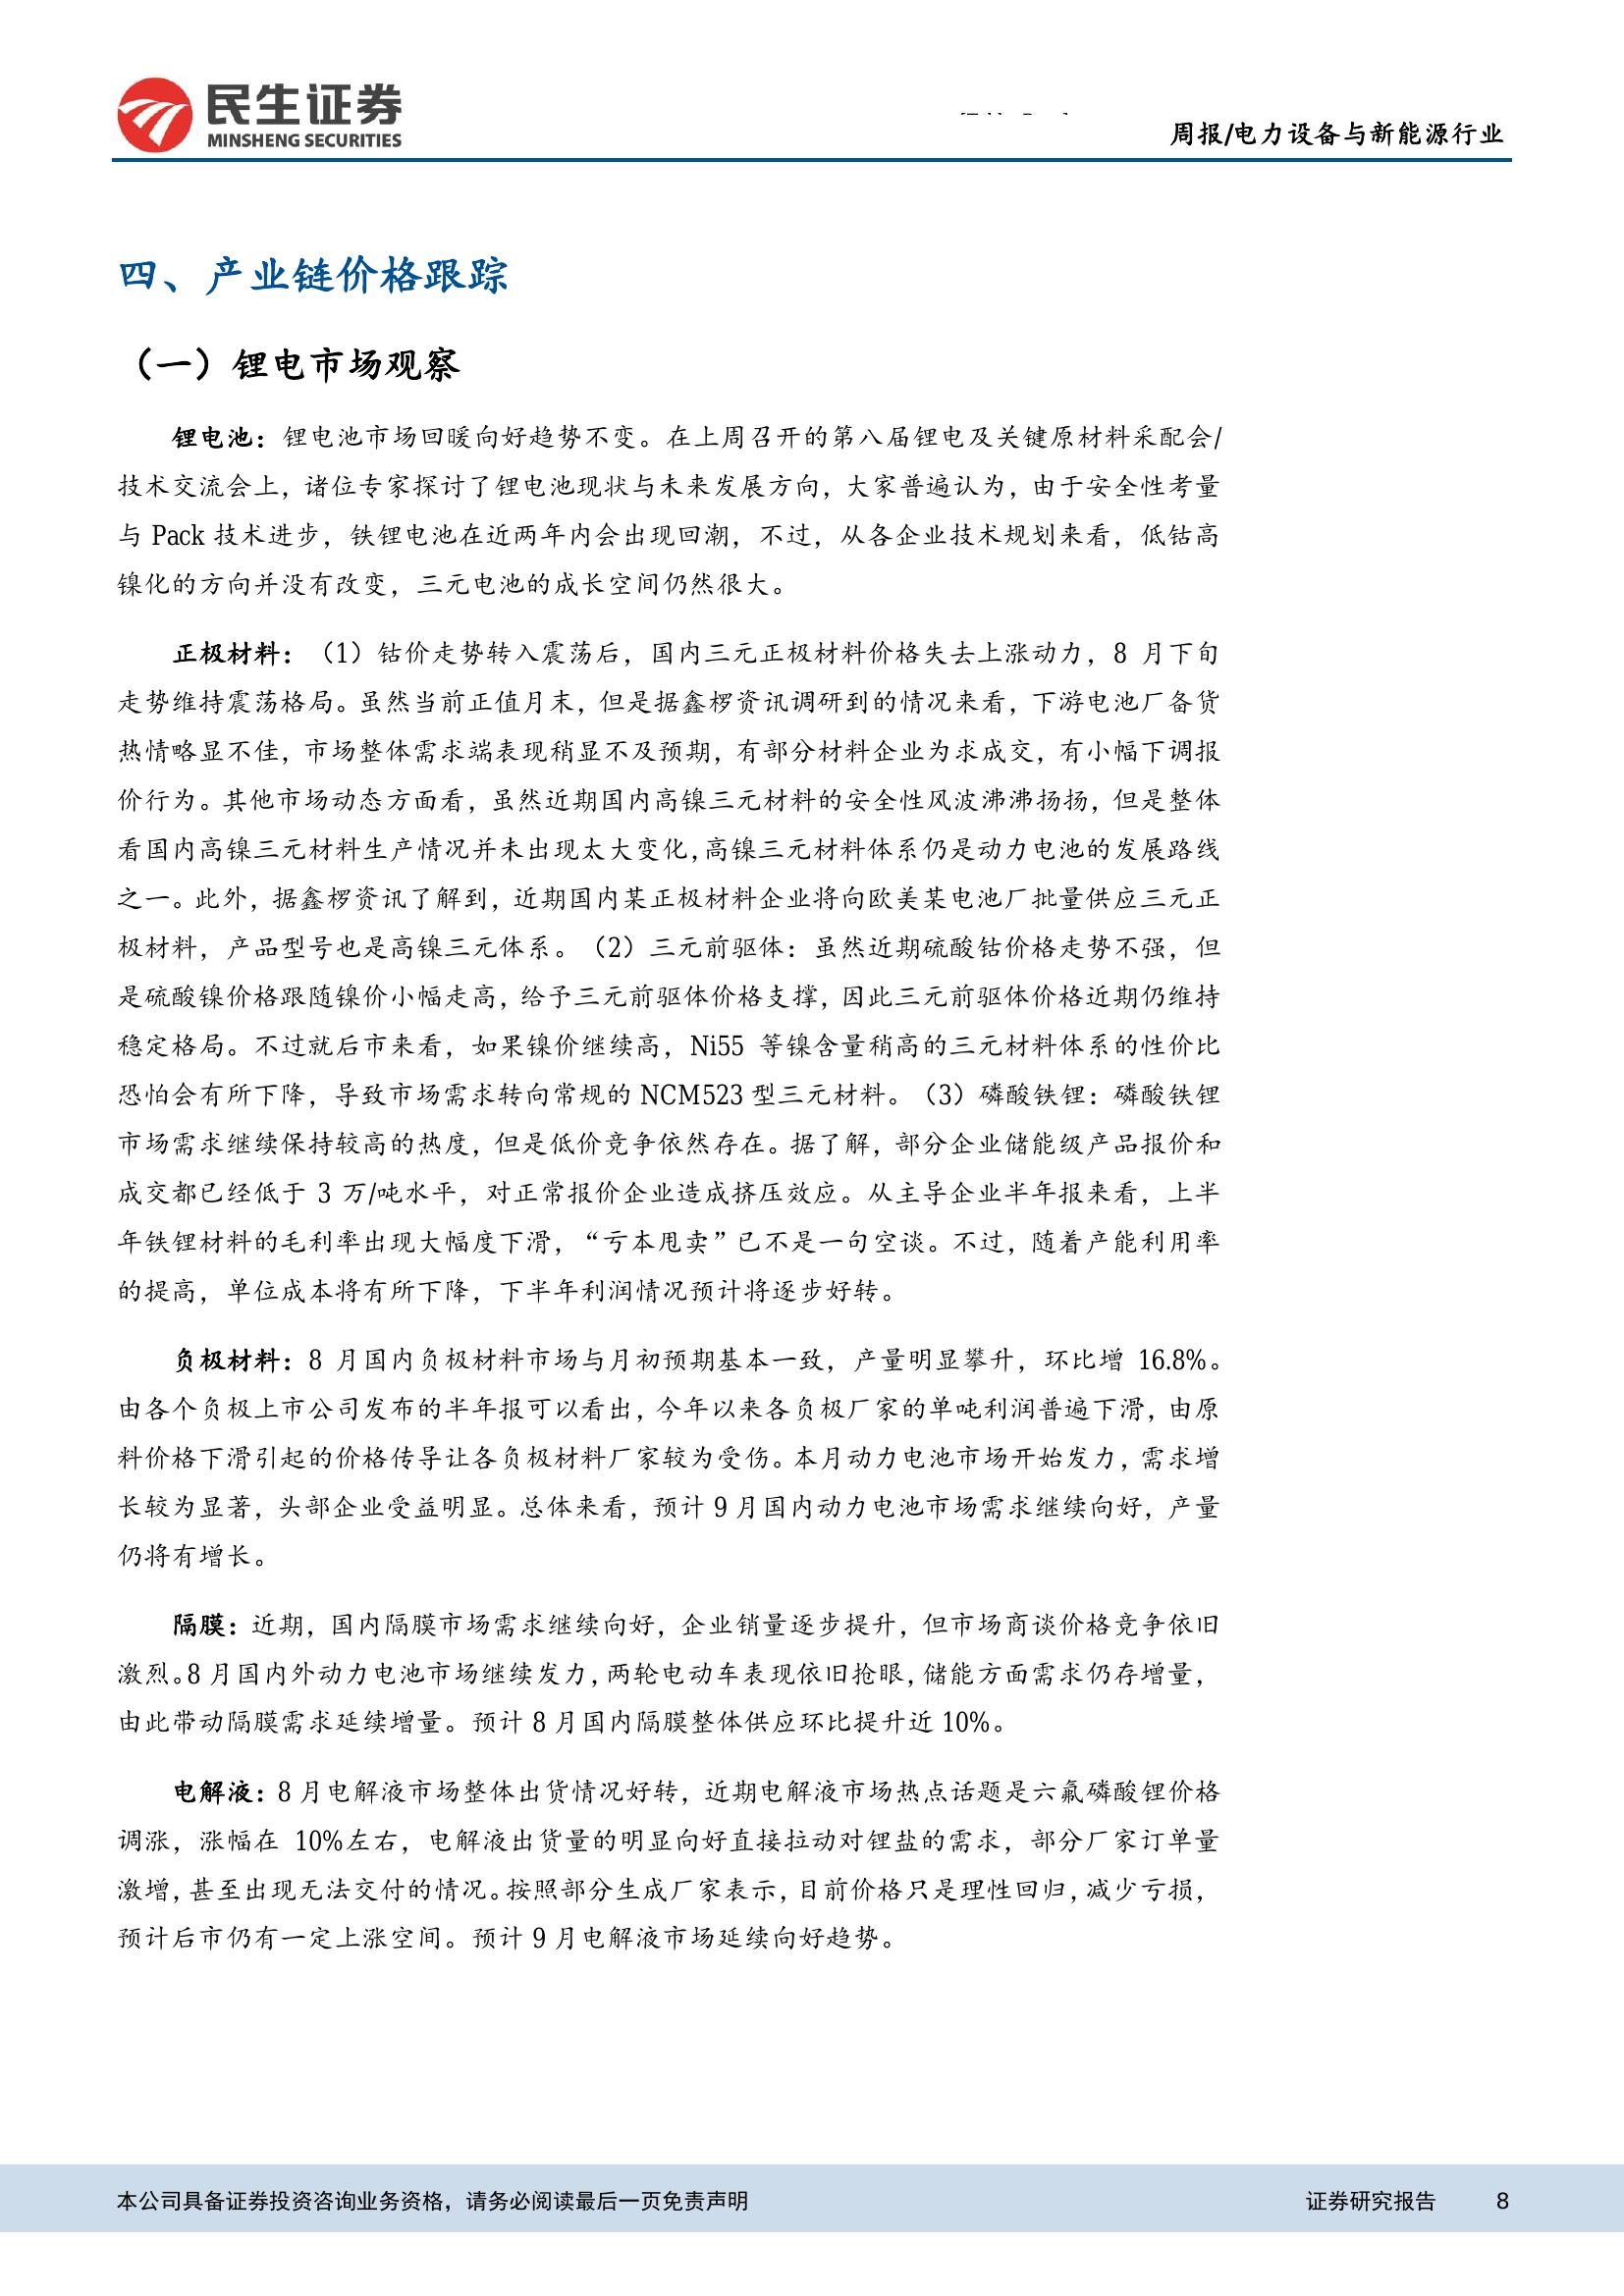 民生证券
MINSHENG SECURITIES
周报/电力设备与新能源行业
四、产业链价格跟踪
（一）锂电市场观察
锂电池：锂电池市场回暖向好趋势不变。在上周召开的第八届锂电及关键原材料采配会/
技术交流会上，诸位专家探讨了锂电池现状与未来发展方向，大家普遍认为，由于安全性考量
与 Pack 技术进步，铁锂电池在近两年内会出现回潮，不过，从各企业技术规划来看，低钴高
镍化的方向并没有改变，三元电池的成长空间仍然很大。
正极材料：（1）钴价走势转入震荡后，国内三元正极材料价格失去上涨动力，8 月下旬
走势维持震荡格局。虽然当前正值月末，但是据鑫椤资讯调研到的情况来看，下游电池厂备货
热情略显不佳，市场整体需求端表现稍显不及预期，有部分材料企业为求成交，有小幅下调报
价行为。其他市场动态方面看，虽然近期国内高镍三元材料的安全性风波沸沸扬扬，但是整体
看国内高镍三元材料生产情况并未出现太大变化，高镍三元材料体系仍是动力电池的发展路线
之一。此外，据鑫椤资讯了解到，近期国内某正极材料企业将向欧美某电池厂批量供应三元正
极材料，产品型号也是高镍三元体系。（2）三元前驱体：虽然近期硫酸钴价格走势不强，但
是硫酸镍价格跟随镍价小幅走高，给予三元前驱体价格支撑，因此三元前驱体价格近期仍维持
稳定格局。不过就后市来看，如果镍价继续高，Ni55 等镍含量稍高的三元材料体系的性价比
恐怕会有所下降，导致市场需求转向常规的 NCM523 型三元材料。（3）磷酸铁锂：磷酸铁锂
市场需求继续保持较高的热度，但是低价竞争依然存在。据了解，部分企业储能级产品报价和
成交都已经低于 3 万/吨水平，对正常报价企业造成挤压效应。从主导企业半年报来看，上半
年铁锂材料的毛利率出现大幅度下滑，“亏本甩卖”已不是一句空谈。不过，随着产能利用率
的提高，单位成本将有所下降，下半年利润情况预计将逐步好转。
负极材料：8 月国内负极材料市场与月初预期基本一致，产量明显攀升，环比增 16.8%。
由各个负极上市公司发布的半年报可以看出，今年以来各负极厂家的单吨利润普遍下滑，由原
料价格下滑引起的价格传导让各负极材料厂家较为受伤。本月动力电池市场开始发力，需求增
长较为显著，头部企业受益明显。总体来看，预计 9 月国内动力电池市场需求继续向好，产量
仍将有增长。
隔膜：近期，国内隔膜市场需求继续向好，企业销量逐步提升，但市场商谈价格竞争依旧
激烈。8 月国内外动力电池市场继续发力，两轮电动车表现依旧抢眼，储能方面需求仍存增量，
由此带动隔膜需求延续增量。预计 8 月国内隔膜整体供应环比提升近 10%。
电解液：8 月电解液市场整体出货情况好转，近期电解液市场热点话题是六氟磷酸锂价格
调涨，涨幅在 10%左右，电解液出货量的明显向好直接拉动对锂盐的需求，部分厂家订单量
激增，甚至出现无法交付的情况。按照部分生成厂家表示，目前价格只是理性回归，减少亏损，
预计后市仍有一定上涨空间。预计 9 月电解液市场延续向好趋势。
本公司具备证券投资咨询业务资格，请务必阅读最后一页免责声明
证券研究报告 8